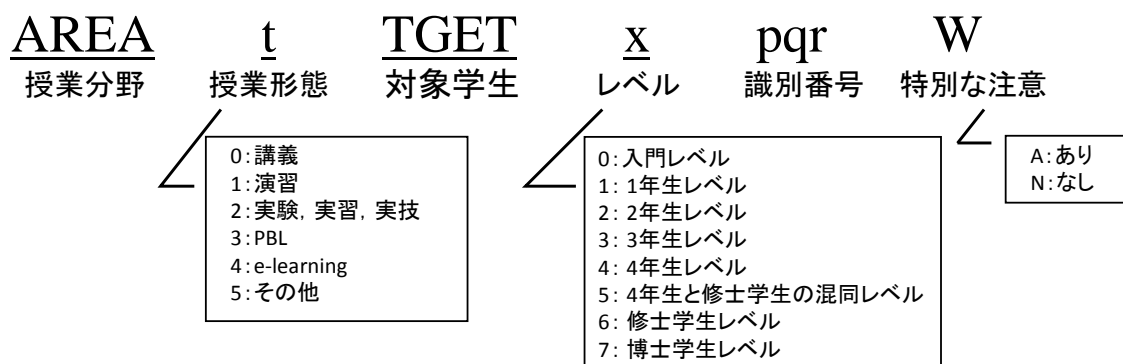 AREA t TGET x pqr W
授業分野 授業形態 対象学生 レベル 識別番号 特別な注意
0:講義
1:演習
2:実験，実習，実技
3:PBL
4:e-learning
5:その他
0:入門レベル
1: 1年生レベル
2: 2年生レベル
3: 3年生レベル
4: 4年生レベル
5: 4年生と修士学生の混同レベル
6: 修士学生レベル
7: 博士学生レベル
A:あり
N:なし